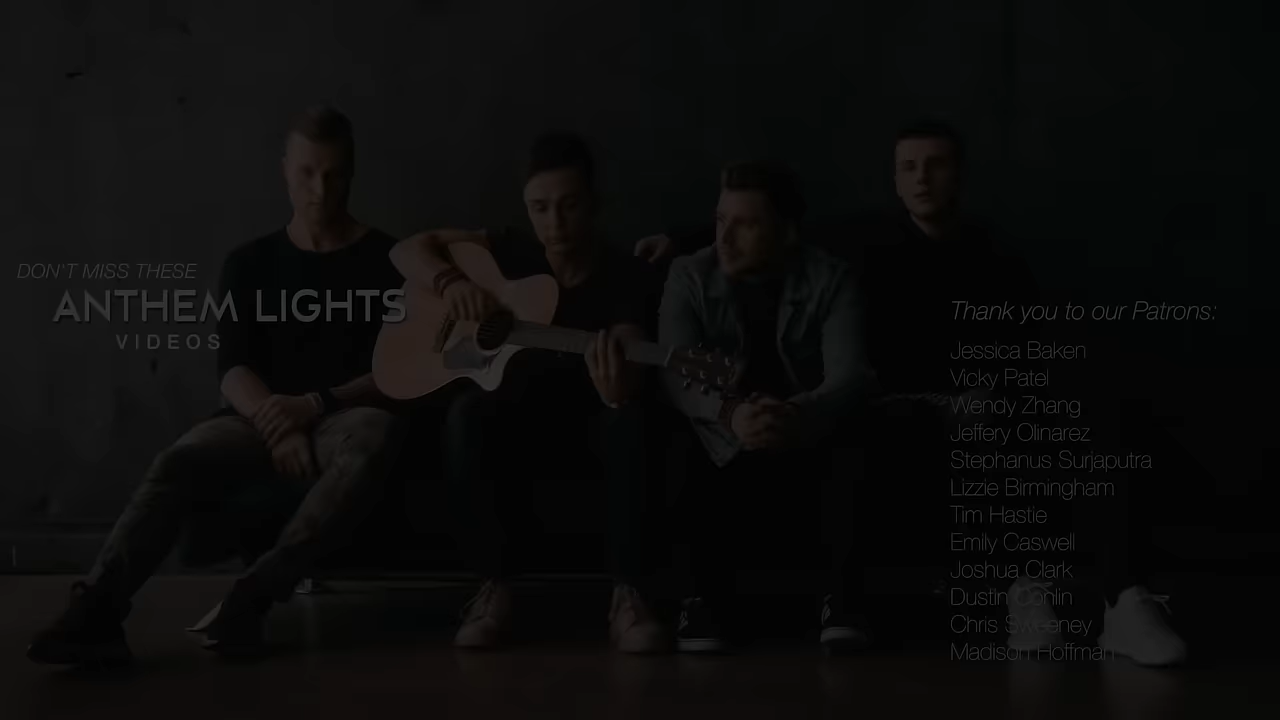 DON'T MISS THESE
ANTHEM LIGHTS
VIDEOS
Thank you to our Patrons:
Jessica Baken
Vicky Patel
Wendy Zhang
Jeffery Olinarez
Stephanus Surjaputra
Lizzie Birmingham
Tim Hastie
Emily Caswell
Joshua Clark
Dustin Conlin
Chris Sweeney
Madison Hoffman